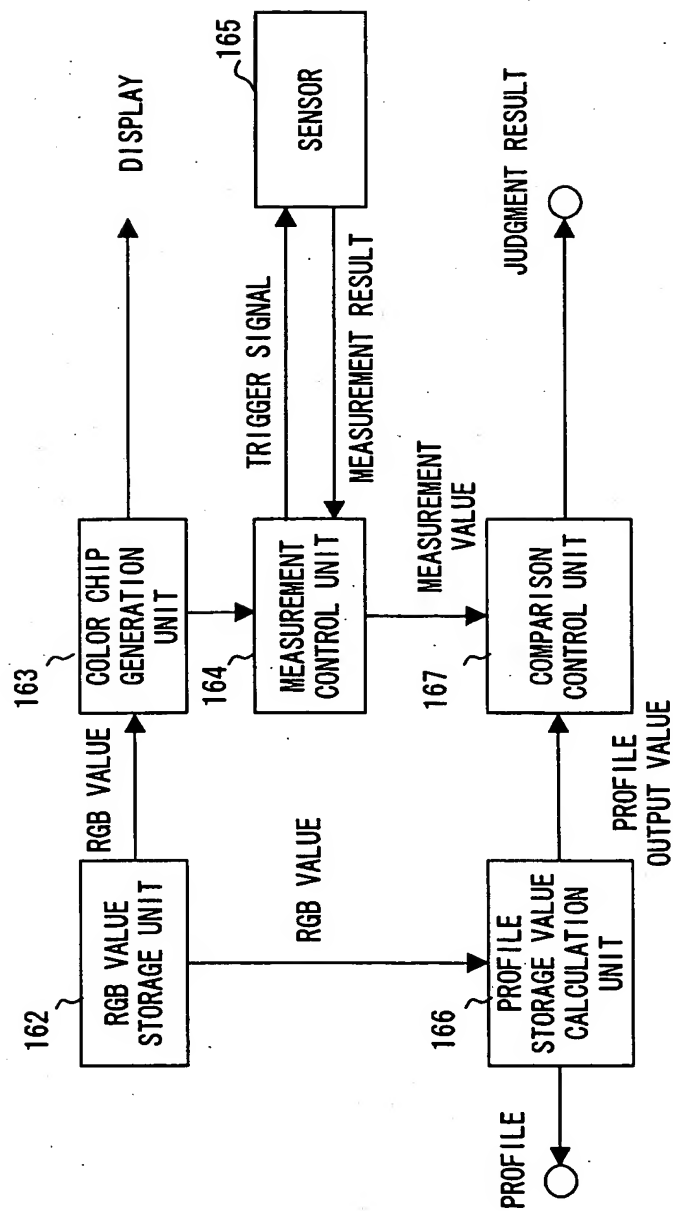 162
RGB VALUE
STORAGE UNIT
RGB VALUE
163
COLOR CHIP
GENERATION
UNIT
DISPLAY
164
MEASUREMENT
CONTROL UNIT
TRIGGER SIGNAL
MEASUREMENT RESULT
165
SENSOR
RGB VALUE
MEASUREMENT
VALUE
PROFILE
166
PROFILE
STORAGE VALUE
CALCULATION
UNIT
PROFILE
OUTPUT VALUE
167
COMPARISON
CONTROL UNIT
JUDGMENT RESULT